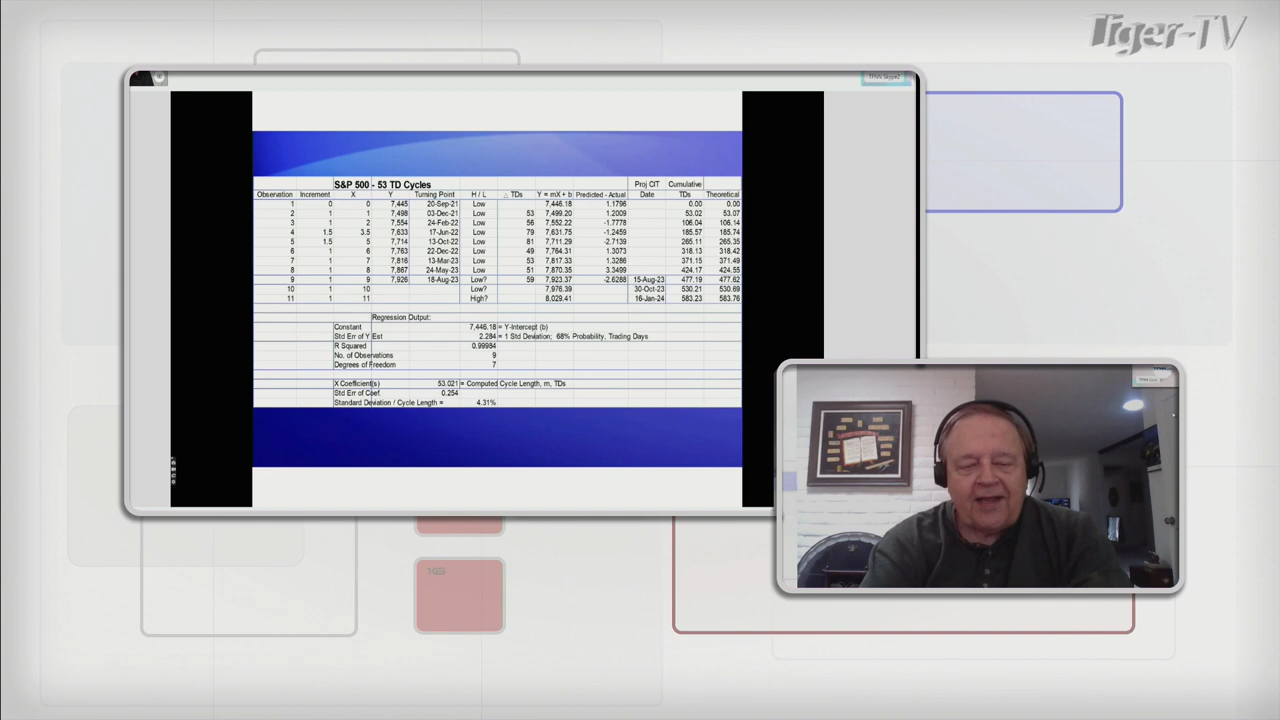 Tiger-TV
TFNN Skype2
S&P 500 - 53 TD Cycles Proj CIT Cumulative
Observation Increment X Y Turning Point H / L △ TDs Y = mX + b Predicted - Actual Date TDs Theoretical
1 0 0 7,445 20-Sep-21 Low 7,446.18 1.1796 0.00 0.00
2 1 1 7,498 03-Dec-21 Low 53 7,499.20 1.2009 53.02 53.07
3 1 2 7,554 24-Feb-22 Low 56 7,552.22 -1.7778 106.04 106.14
4 1.5 3.5 7,633 17-Jun-22 Low 79 7,631.75 -1.2459 185.57 185.74
5 1.5 5 7,714 13-Oct-22 Low 81 7,711.29 -2.7139 265.11 265.35
6 1 6 7,763 22-Dec-22 Low 49 7,764.31 1.3073 318.13 318.42
7 1 7 7,816 13-Mar-23 Low 53 7,817.33 1.3286 371.15 371.49
8 1 8 7,867 24-May-23 Low 51 7,870.35 3.3499 424.17 424.55
9 1 9 7,926 18-Aug-23 Low? 59 7,923.37 -2.6288 15-Aug-23 477.19 477.62
10 1 10 Low? 7,976.39 30-Oct-23 530.21 530.69
11 1 11 High? 8,029.41 16-Jan-24 583.23 583.76
Regression Output:
Constant 7,446.18 = Y-Intercept (b)
Std Err of Y Est 2.284 = 1 Std Deviation; 68% Probability, Trading Days
R Squared 0.99984
No. of Observations 9
Degrees of Freedom 7
X Coefficient(s) 53.021 = Computed Cycle Length, m, TDs
Std Err of Coef. 0.254
Standard Deviation / Cycle Length = 4.31%